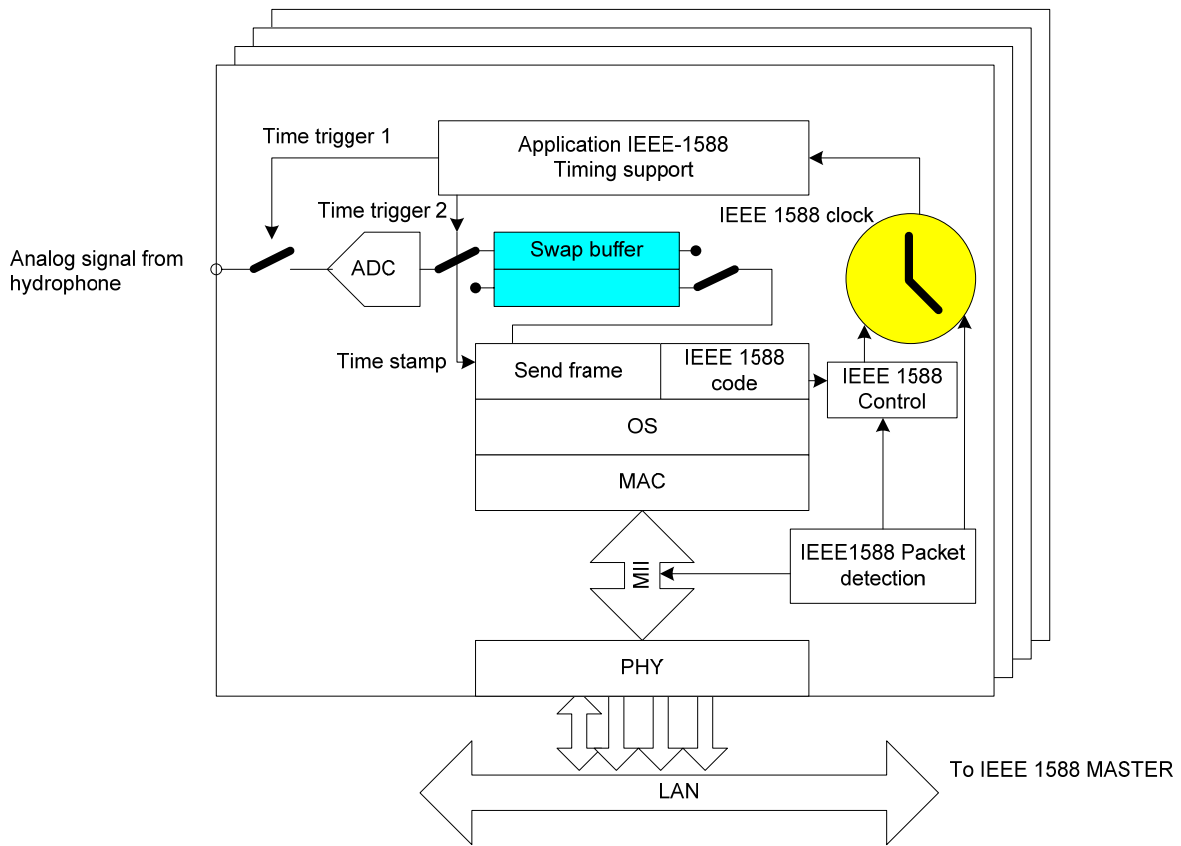 Time trigger 1
Application IEEE-1588
Timing support
Time trigger 2
IEEE 1588 clock
Analog signal from
hydrophone
ADC
Swap buffer
Time stamp
Send frame
IEEE 1588
code
IEEE 1588
Control
OS
MAC
MII
IEEE1588 Packet
detection
PHY
To IEEE 1588 MASTER
LAN